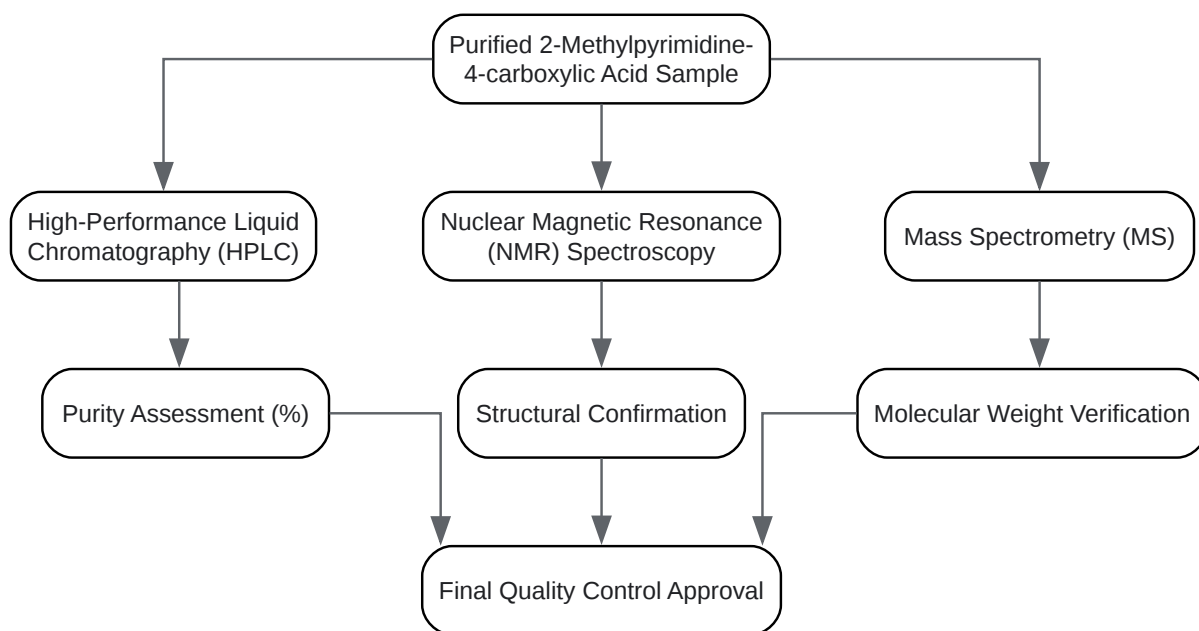 Purified 2-Methylpyrimidine-
4-carboxylic Acid Sample
High-Performance Liquid
Chromatography (HPLC)
Nuclear Magnetic Resonance
(NMR) Spectroscopy
Mass Spectrometry (MS)
Purity Assessment (%)
Structural Confirmation
Molecular Weight Verification
Final Quality Control Approval